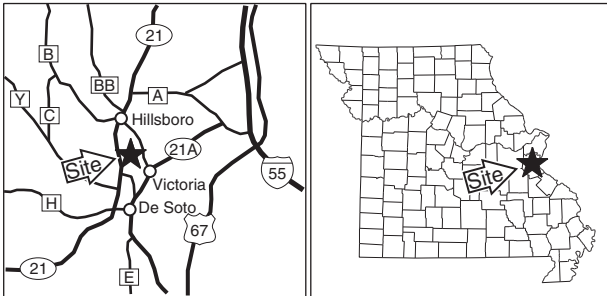 21
B
BB
Y
A
C
Hillsboro
21A
Site
55
Victoria
H
De Soto
67
21
E
Site